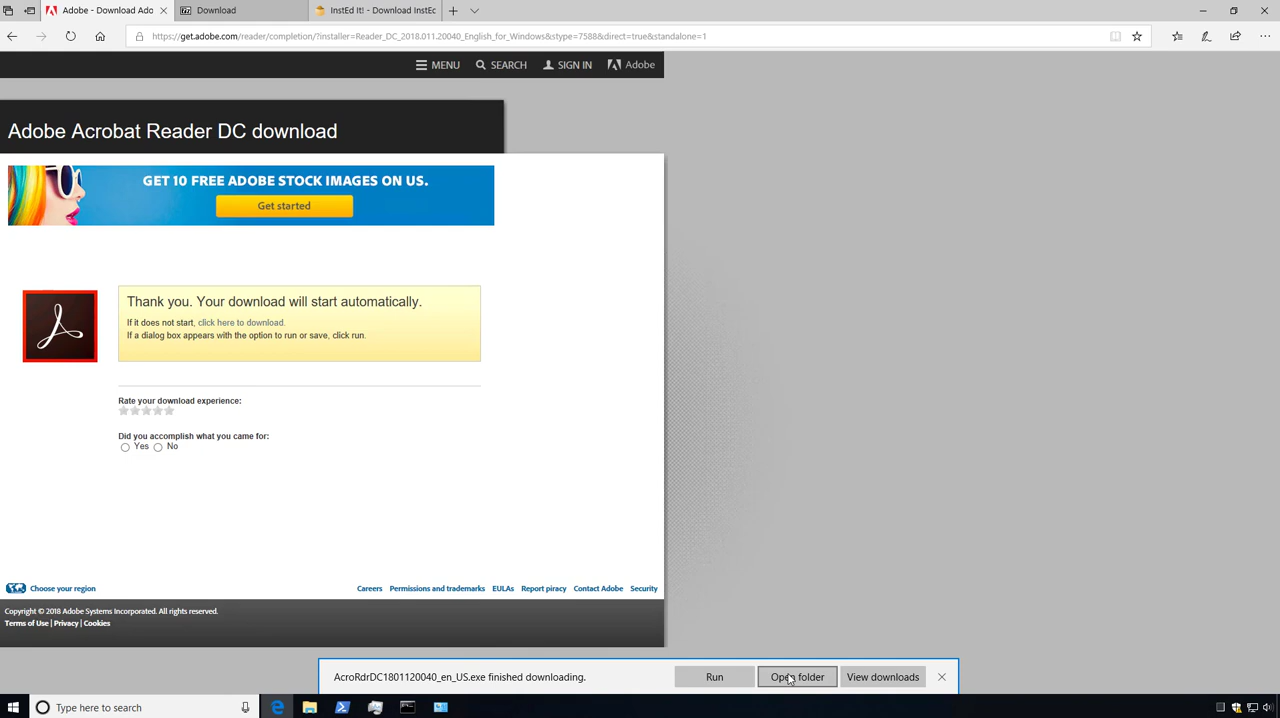 Adobe - Download Ado
Download
InstEd It! - Download InstEc
https://get.adobe.com/reader/completion/?installer=Reader_DC_2018.011.20040_English_for_Windows&stype=7588&direct=true&standalone=1
MENU SEARCH SIGN IN Adobe
Adobe Acrobat Reader DC download
GET 10 FREE ADOBE STOCK IMAGES ON US.
Get started
Thank you. Your download will start automatically.
If it does not start, click here to download.
If a dialog box appears with the option to run or save, click run.
Rate your download experience:
Did you accomplish what you came for:
Yes No
Choose your region
Careers Permissions and trademarks EULAs Report piracy Contact Adobe Security
Copyright © 2018 Adobe Systems Incorporated. All rights reserved.
Terms of Use | Privacy | Cookies
AcroRdrDC1801120040_en_US.exe finished downloading.
Run
Open folder
View downloads
Type here to search